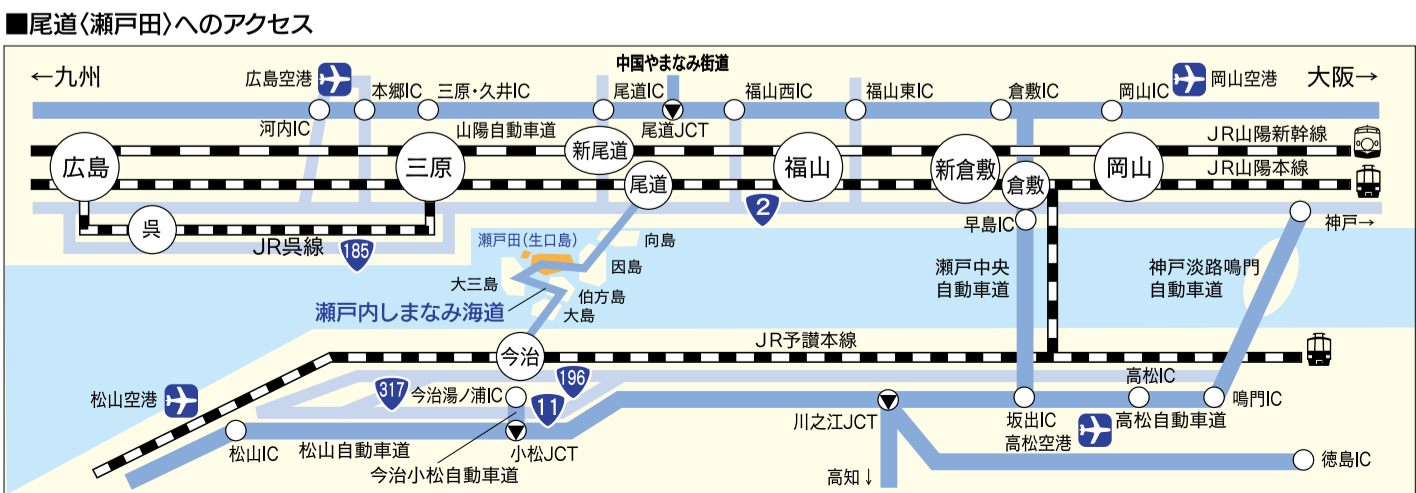 ■尾道〈瀬戸田〉へのアクセス
←九州
広島空港
中国やまなみ街道
岡山空港
大阪→
本郷IC
三原・久井IC
尾道IC
福山西IC
福山東IC
倉敷IC
岡山IC
河内IC
山陽自動車道
尾道JCT
JR山陽新幹線
広島
三原
新尾道
福山
新倉敷
岡山
JR山陽本線
尾道
倉敷
2
呉
早島IC
神戸→
JR呉線
185
瀬戸田(生口島)
向島
因島
大三島
伯方島
大島
瀬戸内しまなみ海道
瀬戸中央
自動車道
神戸淡路鳴門
自動車道
今治
JR予讃本線
松山空港
317
今治湯ノ浦IC
196
11
高松IC
川之江JCT
坂出IC
高松空港
高松自動車道
鳴門IC
松山IC
松山自動車道
小松JCT
今治小松自動車道
高知↓
徳島IC